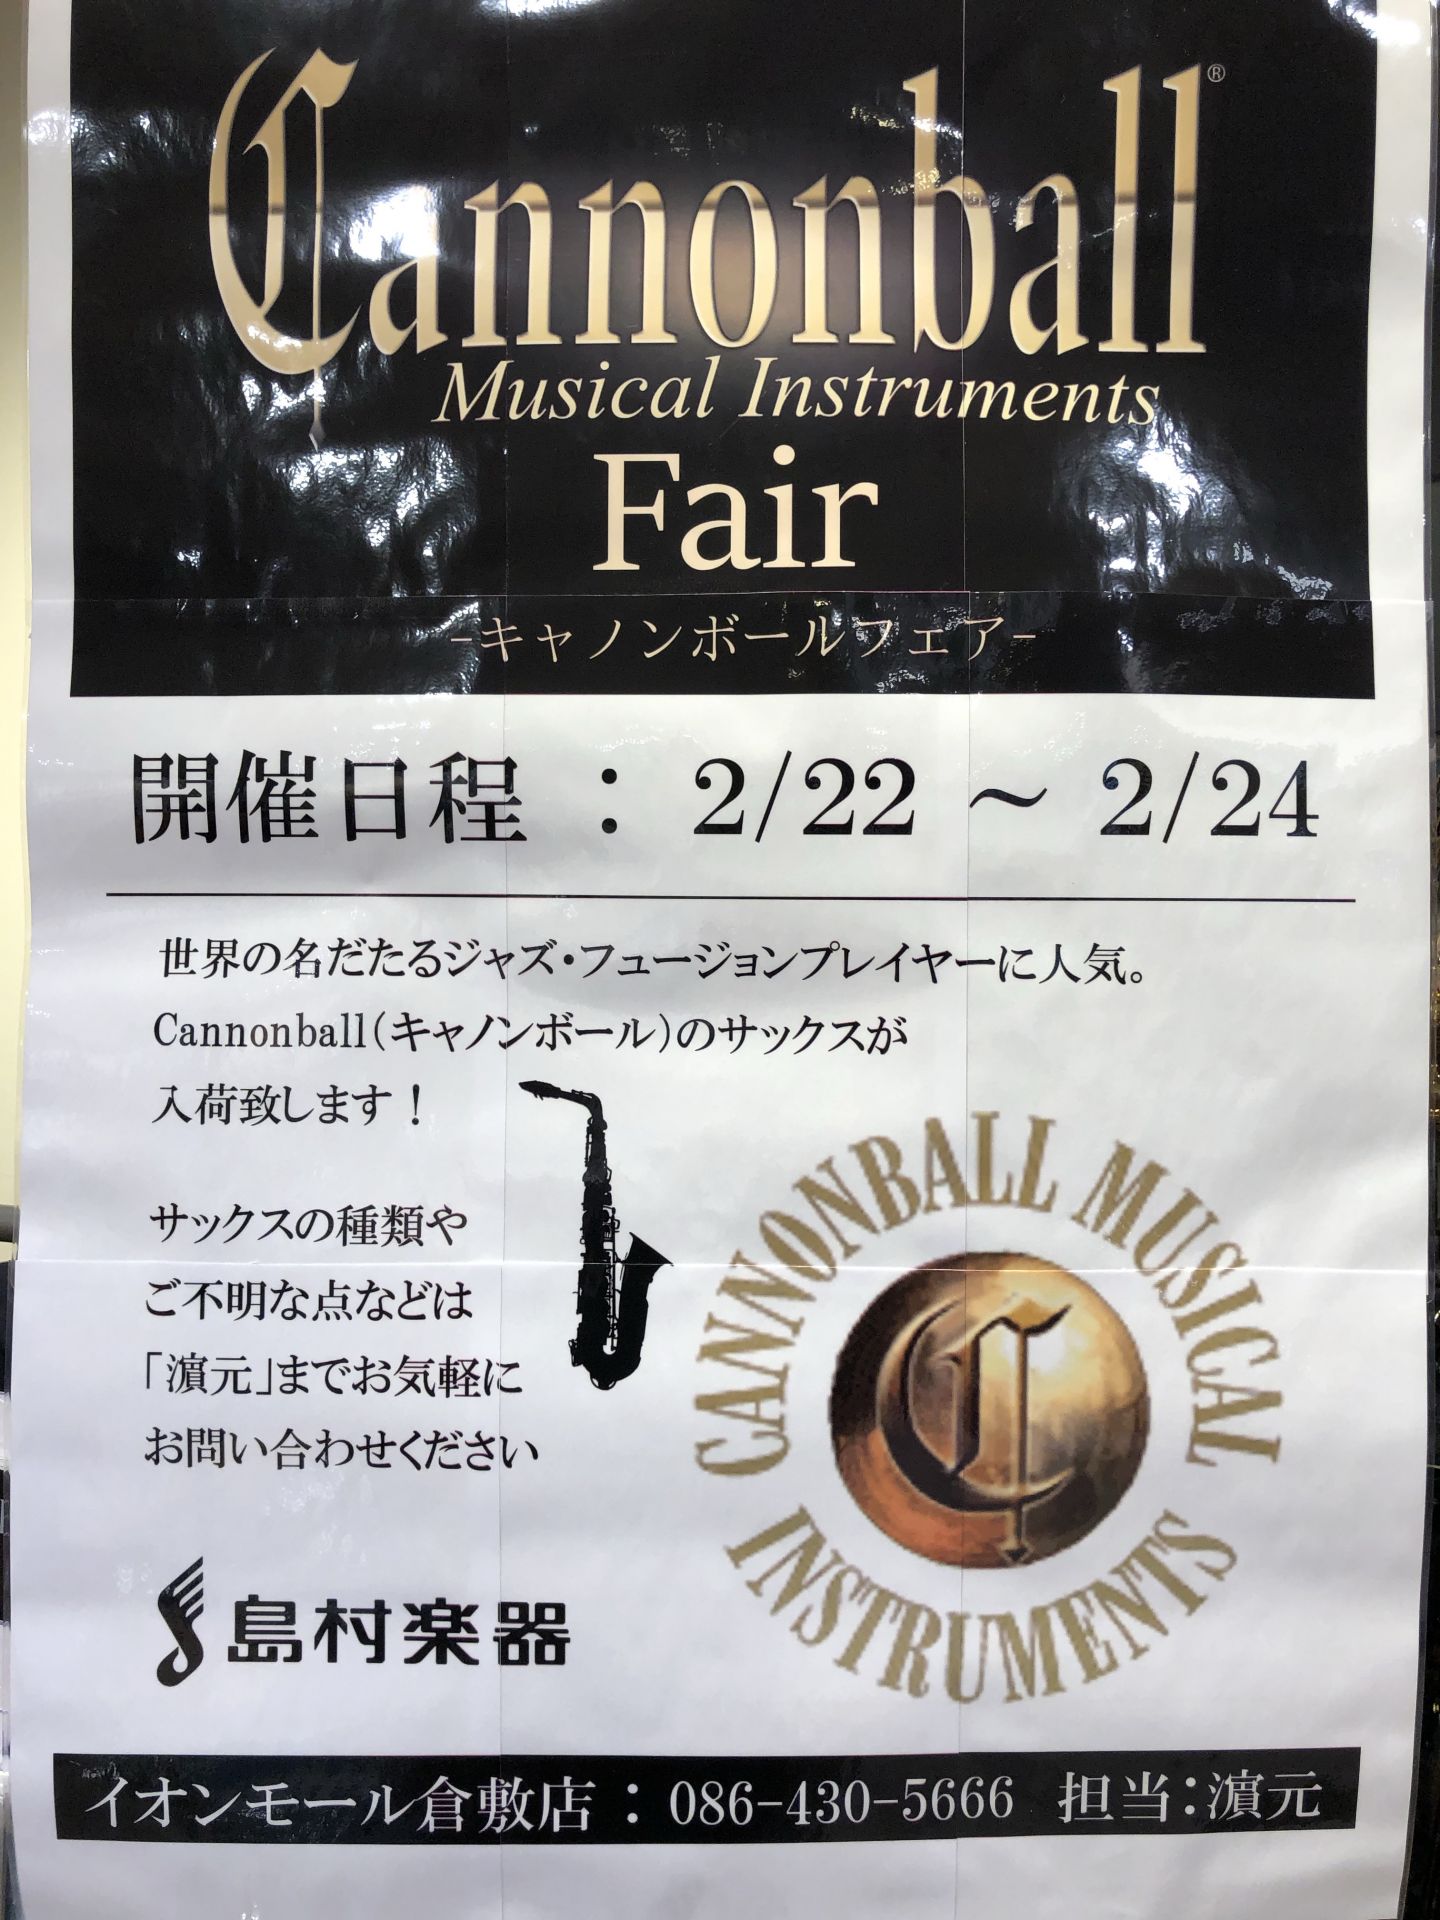 Cannonball®
Musical Instruments
Fair
-キャノンボールフェア-
開催日程 : 2/22 ～ 2/24
世界の名だたるジャズ・フュージョンプレイヤーに人気。
Cannonball(キャノンボール)のサックスが
入荷致します！
サックスの種類や
ご不明な点などは
「濵元」までお気軽に
お問い合わせください
CANNONBALL MUSICAL
C
INSTRUMENTS
島村楽器
イオンモール倉敷店 : 086-430-5666 担当:濵元